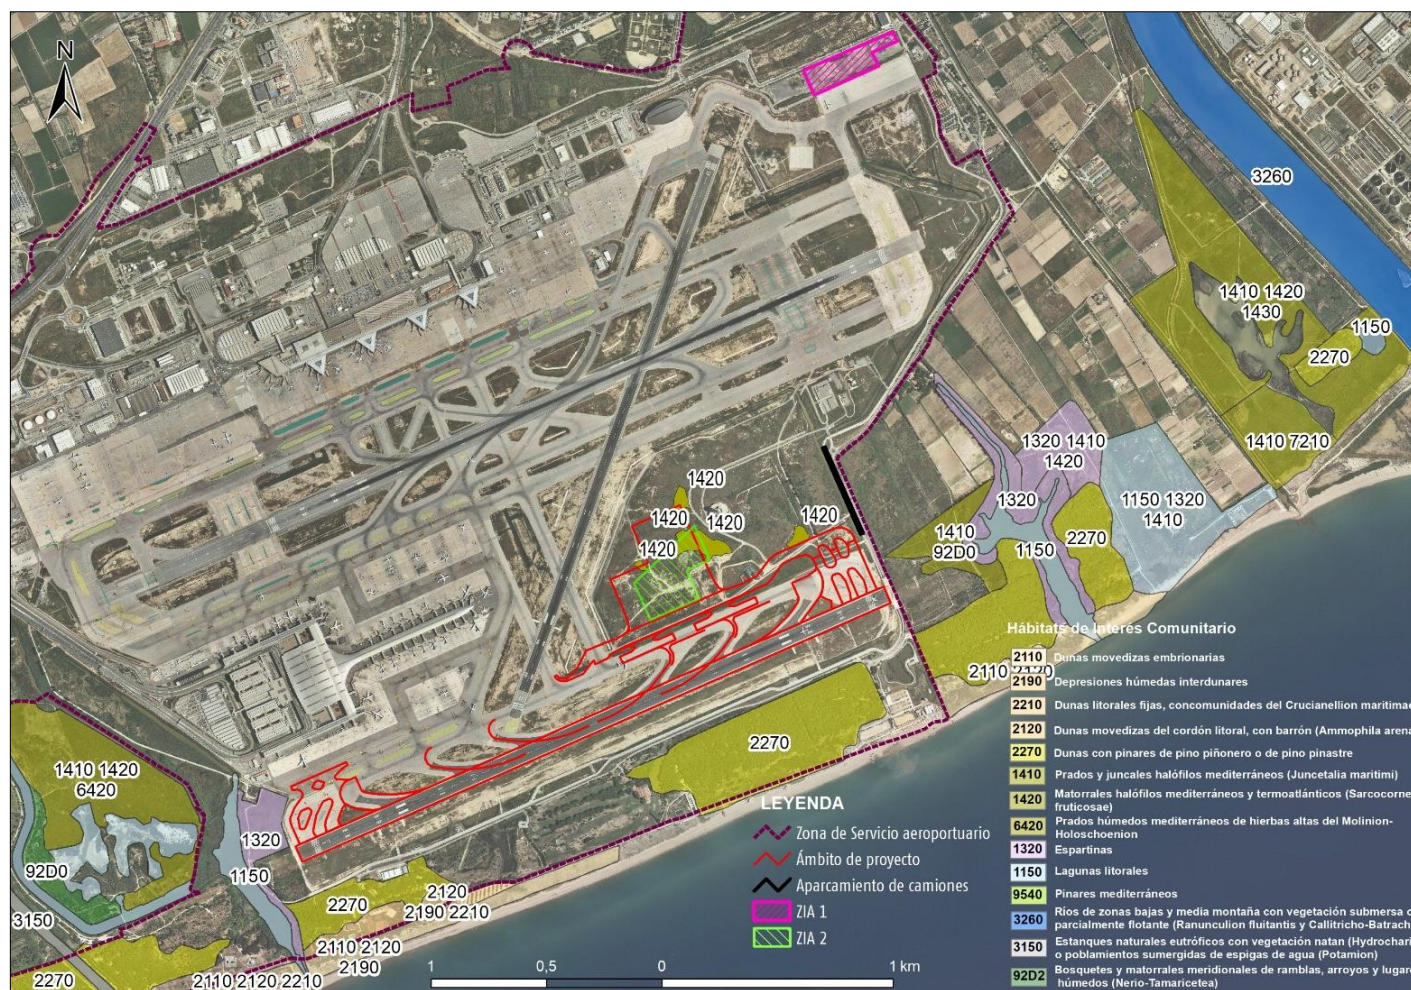 N
3260
1410 1420
1430
1150
2270
1410 7210
1320 1410
1420
1320
1150 1320
1410
1410
92D0
1150
2270
2110 2120
1420
1420
1420
1420
1420
2270
1410 1420
6420
92D0
3150
1320
1150
2270
2120
2190 2210
2110 2120
2190
2270
2110 2120 2210
LEYENDA
Zona de Servicio aeroportuario
Ámbito de proyecto
Aparcamiento de camiones
ZIA 1
ZIA 2
1
0,5
0
1 km
Hábitats de Interés Comunitario
2110 Dunas movedizas embrionarias
2190 Depresiones húmedas interdunares
2210 Dunas litorales fijas, concomunidades del Crucianellion maritimae
2120 Dunas movedizas del cordón litoral, con barrón (Ammophila arena
2270 Dunas con pinares de pino piñonero o de pino pinastre
1410 Prados y juncales halófilos mediterráneos (Juncetalia maritimi)
1420 Matorrales halófilos mediterráneos y termoatlánticos (Sarcocorne
fruticosae)
6420 Prados húmedos mediterráneos de hierbas altas del Molinion-
Holoschoenion
1320 Espartinas
1150 Lagunas litorales
9540 Pinares mediterráneos
3260 Ríos de zonas bajas y media montaña con vegetación submersa o
parcialmente flotante (Ranunculion fluitantis y Callitricho-Batrach
3150 Estanques naturales eutróficos con vegetación natan (Hydrochari
o poblamientos sumergidas de espigas de agua (Potamion)
92D2 Bosquetes y matorrales meridionales de ramblas, arroyos y lugar
húmedos (Nerio-Tamaricetea)